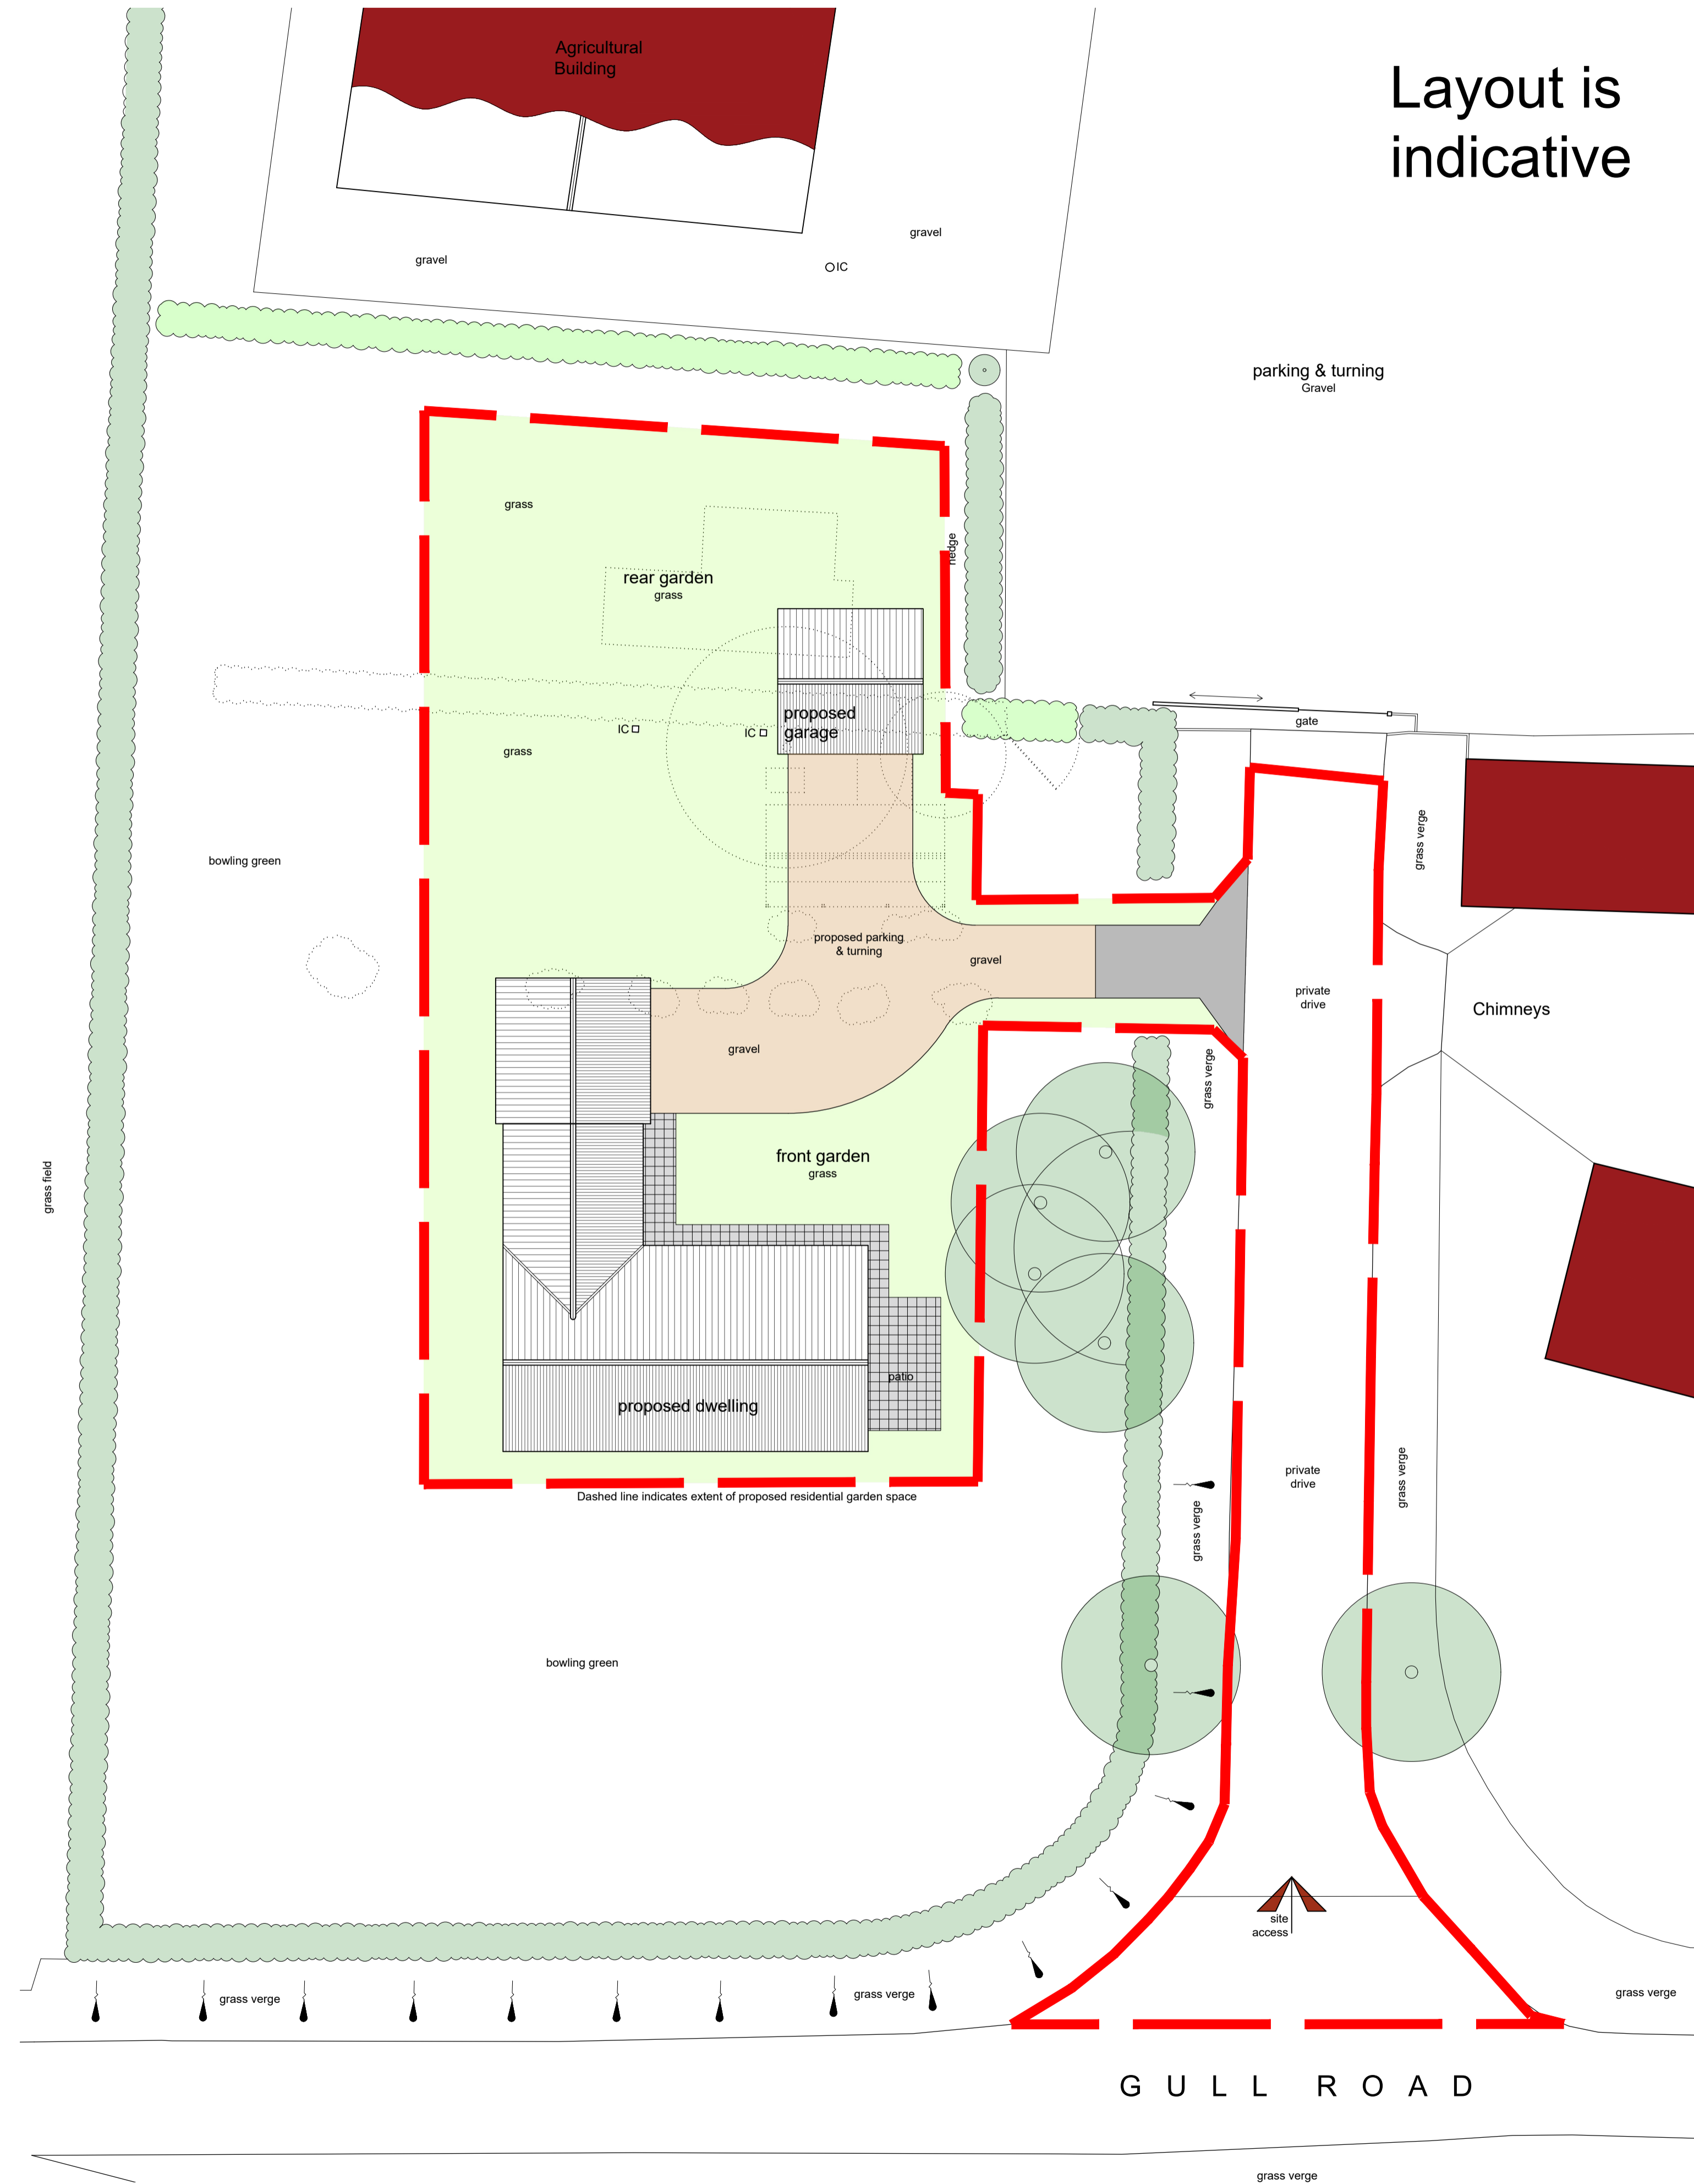 Agricultural
Building
Layout is
indicative
gravel
gravel
IC
parking & turning
Gravel
grass
hedge
rear garden
grass
proposed
garage
gate
IC
IC
grass
grass verge
bowling green
proposed parking
& turning
gravel
private
drive
Chimneys
gravel
grass verge
front garden
grass
grass field
patio
proposed dwelling
private
drive
grass verge
grass verge
Dashed line indicates extent of proposed residential garden space
bowling green
site
access
grass verge
grass verge
grass verge
GULL ROAD
grass verge